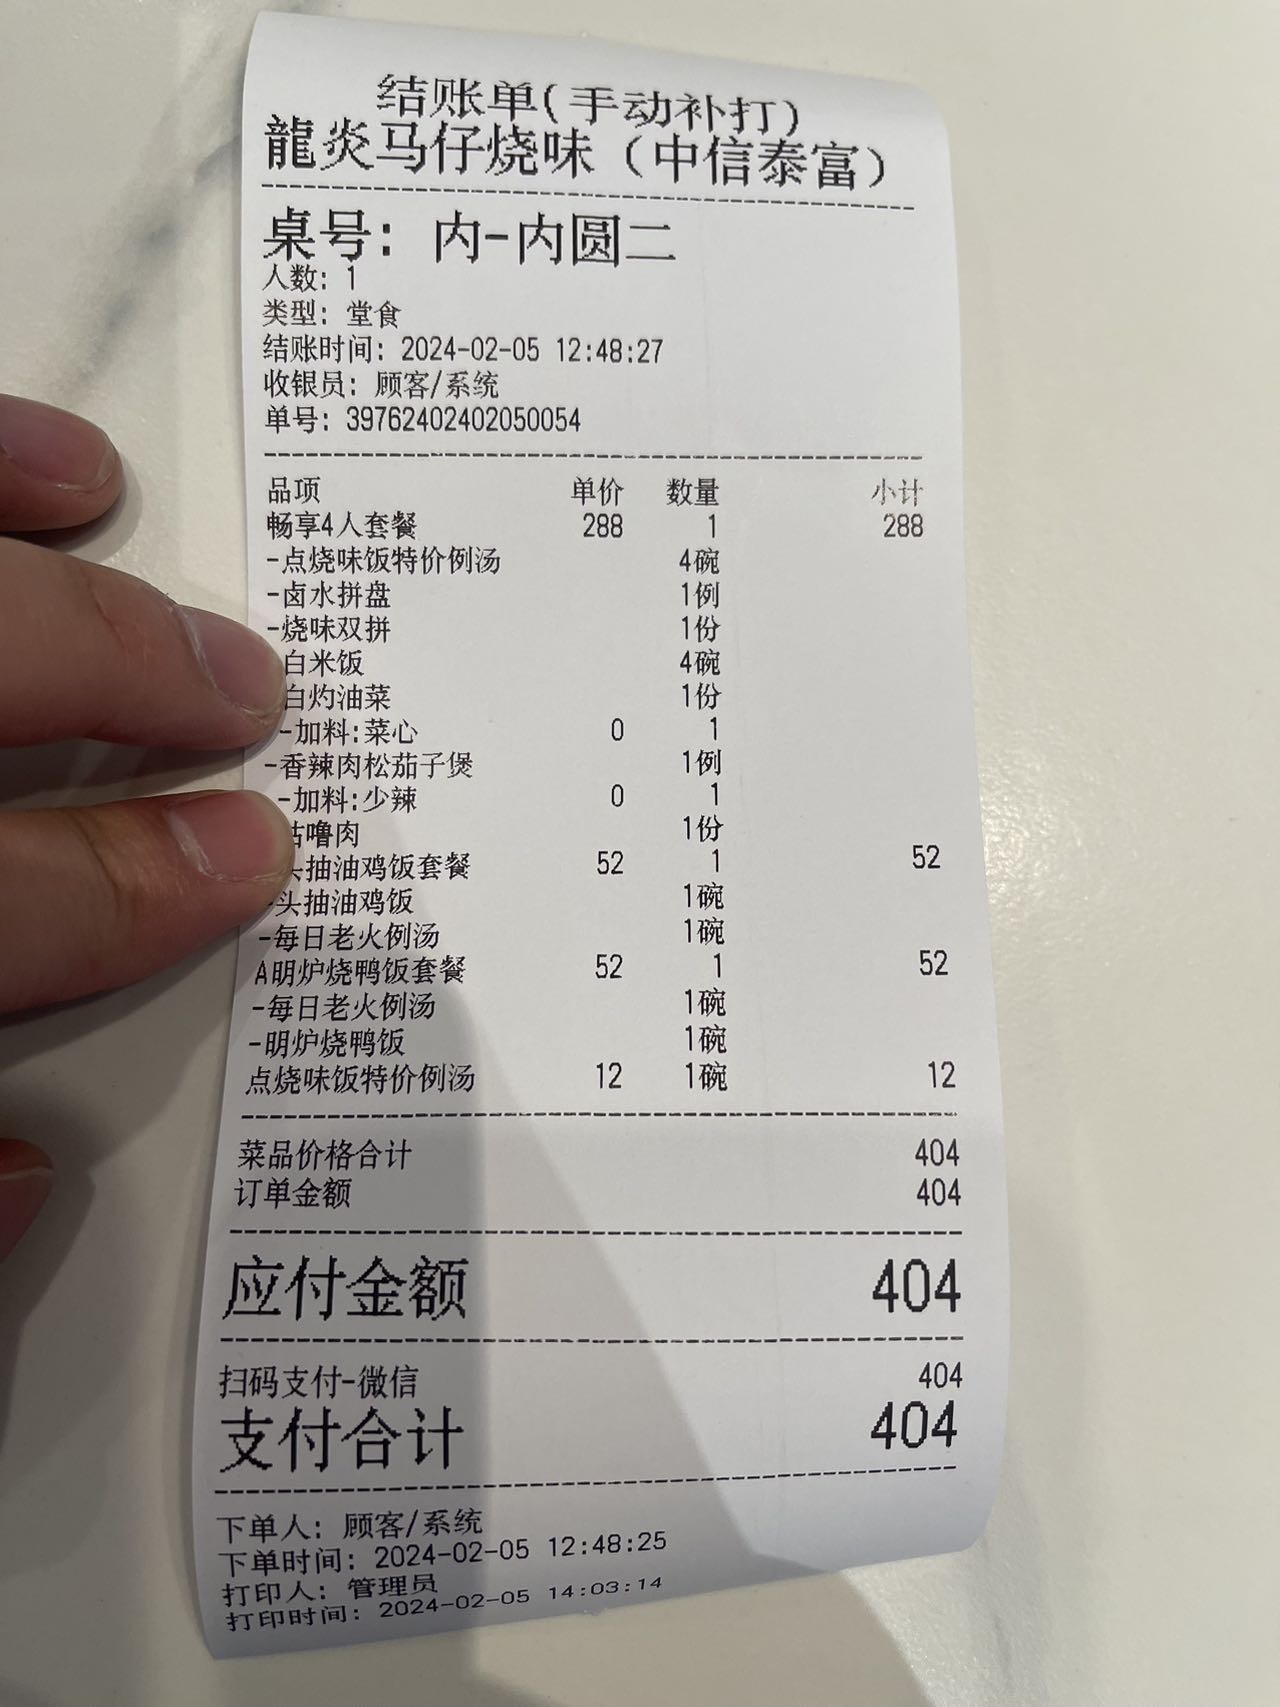 结账单(手动补打)
龍炎马仔烧味（中信泰富）
桌号: 内-内圆二
人数: 1
类型: 堂食
结账时间: 2024-02-05 12:48:27
收银员: 顾客/系统
单号: 39762402402050054
品项 单价 数量 小计
畅享4人套餐 288 1 288
-点烧味饭特价例汤 4碗
-卤水拼盘 1例
-烧味双拼 1份
白米饭 4碗
白灼油菜 1份
-加料:菜心 0 1
-香辣肉松茄子煲 1例
-加料:少辣 0 1
咕噜肉 1份
头抽油鸡饭套餐 52 1 52
-头抽油鸡饭 1碗
-每日老火例汤 1碗
A明炉烧鸭饭套餐 52 1 52
-每日老火例汤 1碗
-明炉烧鸭饭 1碗
点烧味饭特价例汤 12 1碗 12
菜品价格合计 404
订单金额 404
应付金额 404
扫码支付-微信 404
支付合计 404
下单人: 顾客/系统
下单时间: 2024-02-05 12:48:25
打印人: 管理员
打印时间: 2024-02-05 14:03:14